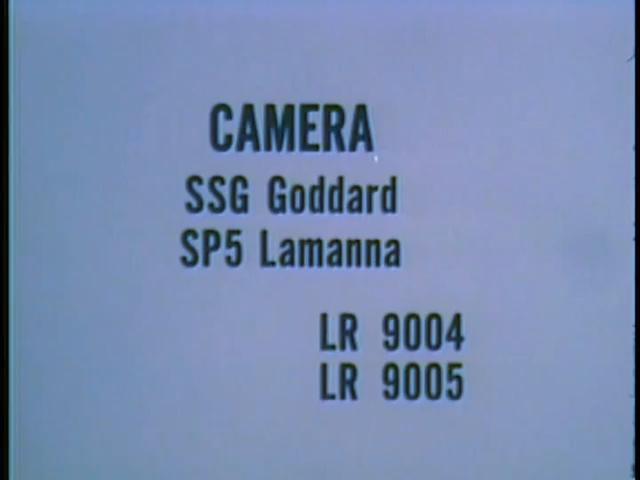 CAMERA
SSG Goddard
SP5 Lamanna
LR 9004
LR 9005